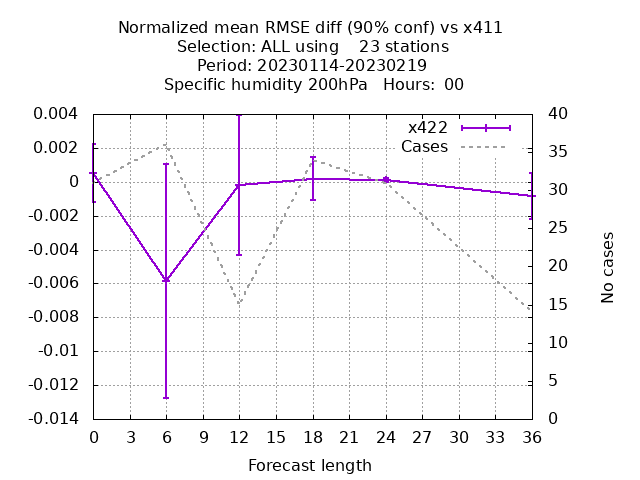 Normalized mean RMSE diff (90% conf) vs x411
Selection: ALL using    23 stations
Period: 20230114-20230219
Specific humidity 200hPa   Hours:  00
x422
Cases
0.004
0.002
0
-0.002
-0.004
-0.006
-0.008
-0.01
-0.012
-0.014
40
35
30
25
20
15
10
5
0
No cases
0 3 6 9 12 15 18 21 24 27 30 33 36
Forecast length